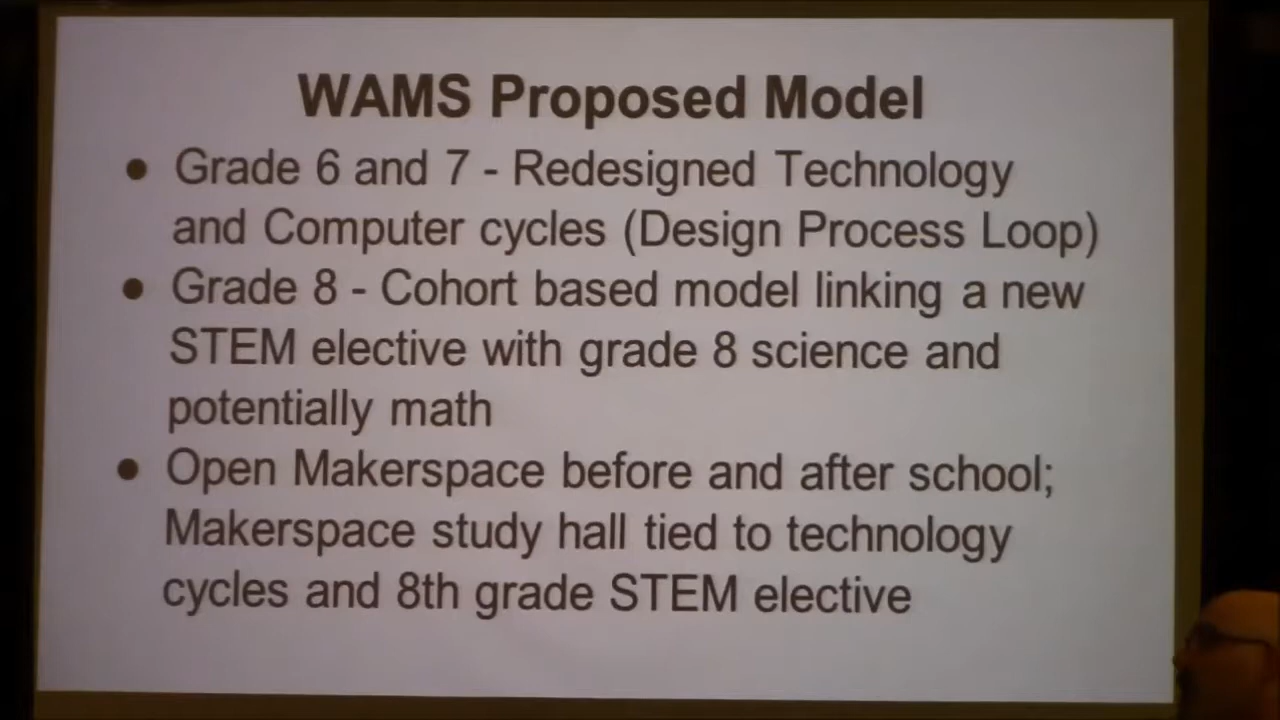 WAMS Proposed Model
● Grade 6 and 7 - Redesigned Technology
and Computer cycles (Design Process Loop)
● Grade 8 - Cohort based model linking a new
STEM elective with grade 8 science and
potentially math
● Open Makerspace before and after school;
Makerspace study hall tied to technology
cycles and 8th grade STEM elective